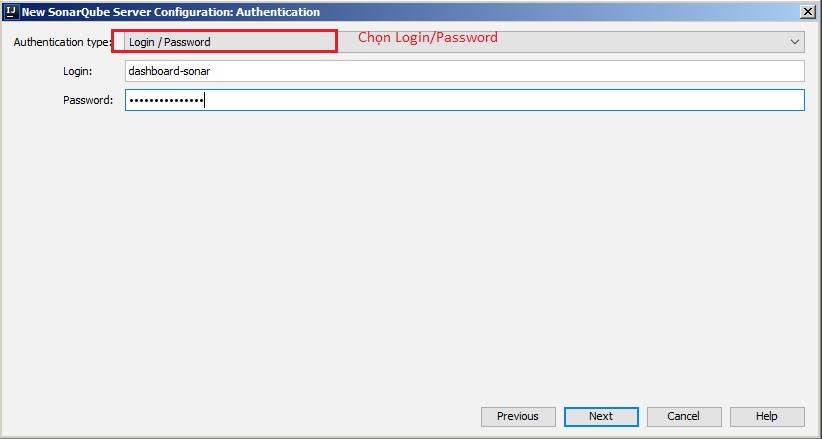 IJ New SonarQube Server Configuration: Authentication
Authentication type: Login / Password Chọn Login/Password
Login: dashboard-sonar
Password: •••••••••••••••
Previous Next Cancel Help